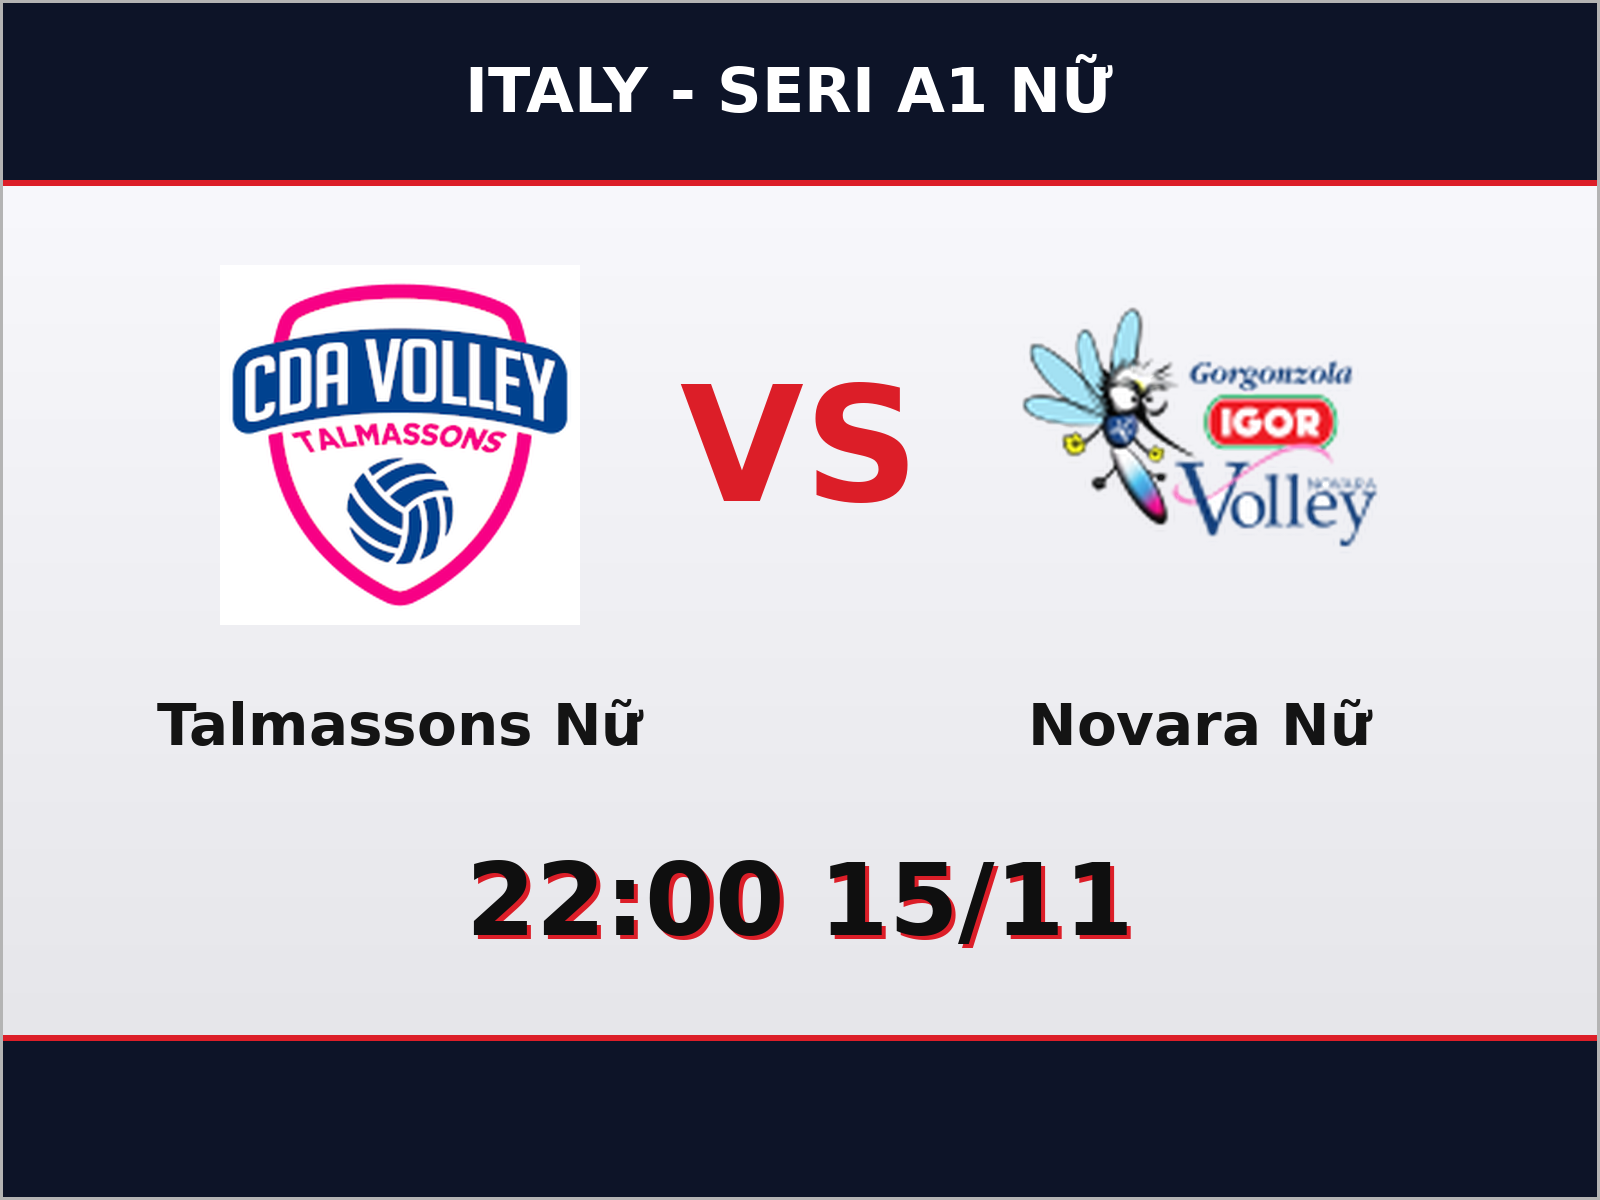 ITALY - SERI A1 NỮ
CDA VOLLEY
TALMASSONS
VS
Gorgonzola
IGOR
NOVARA
Volley
Talmassons Nữ
Novara Nữ
22:00 15/11